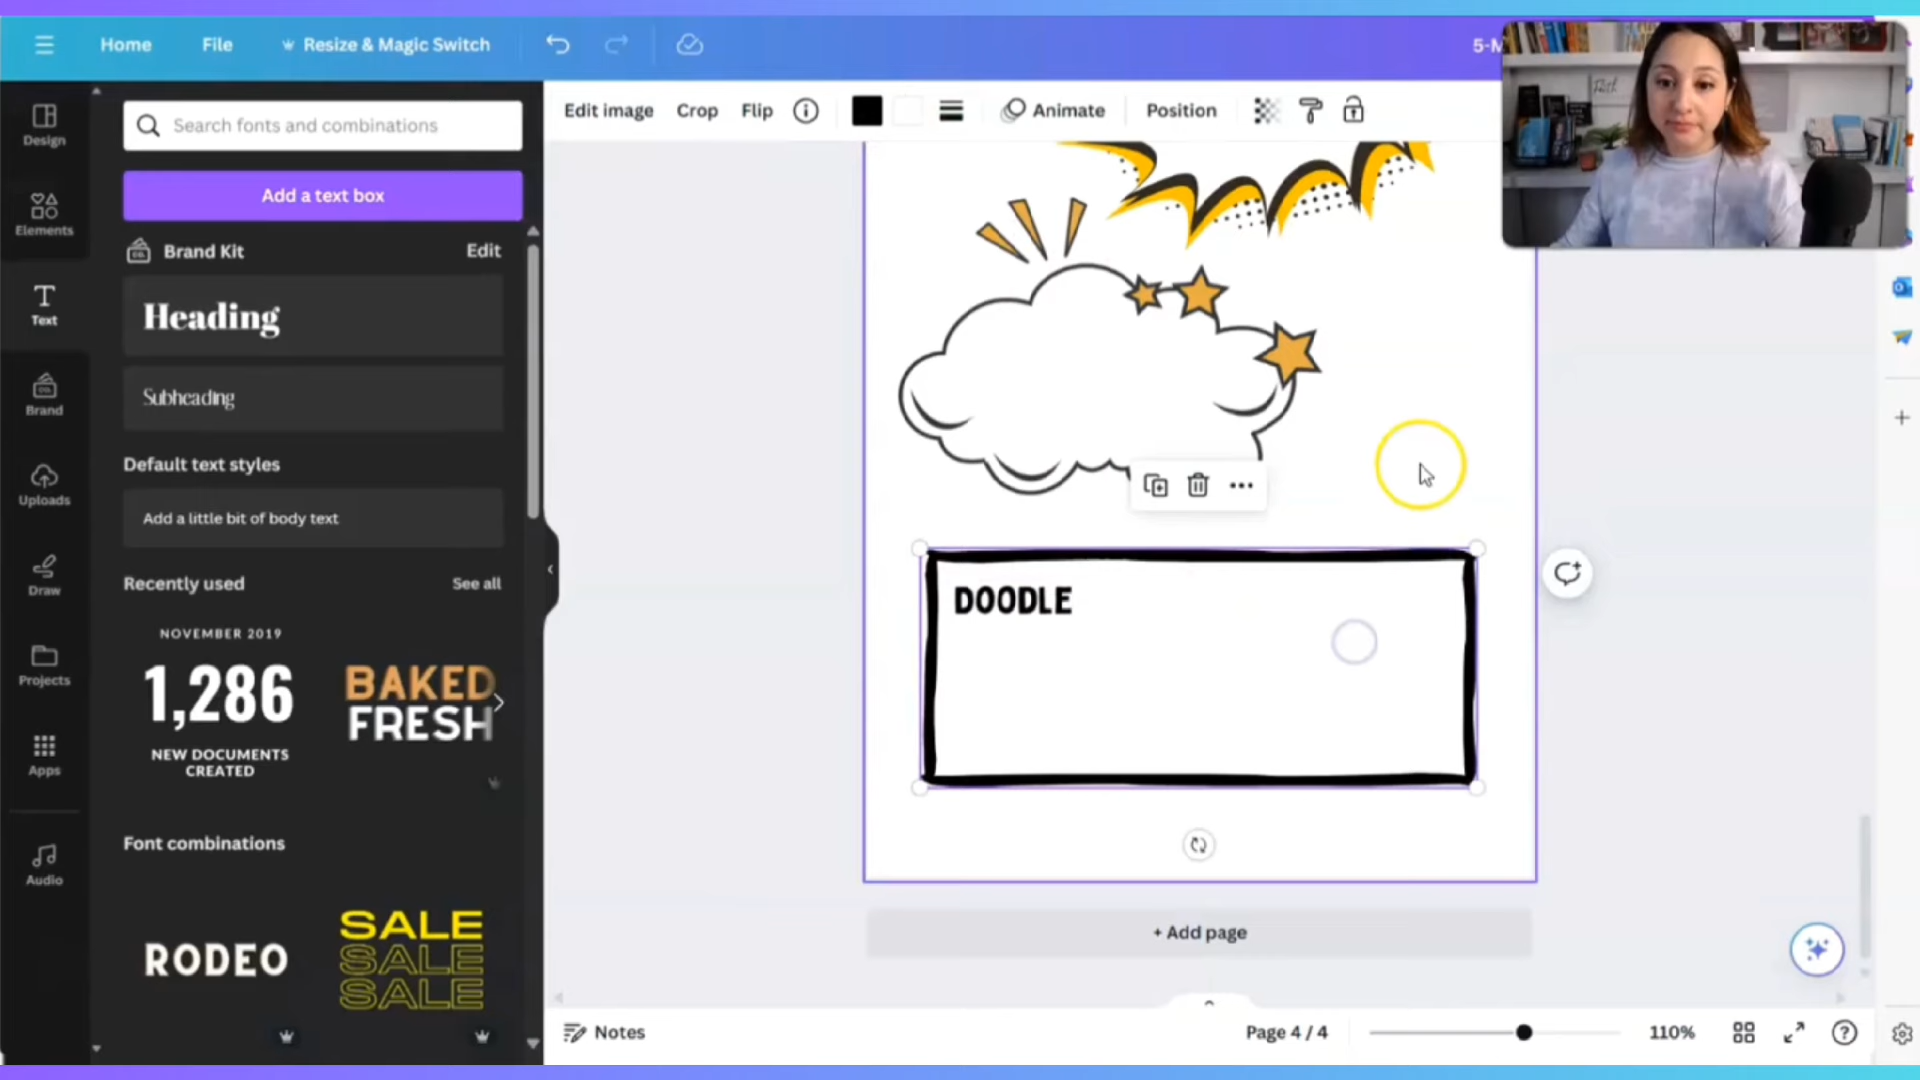 Home
File
Resize & Magic Switch
Edit image
Crop
Flip
Animate
Position
Search fonts and combinations
Add a text box
Brand Kit
Edit
Heading
Subheading
Default text styles
Add a little bit of body text
Recently used
See all
NOVEMBER 2019
1,286
NEW DOCUMENTS
CREATED
BAKED
FRESH
Font combinations
RODEO
SALE
SALE
SALE
Design
Elements
Text
Brand
Uploads
Draw
Projects
Apps
Audio
DOODLE
+ Add page
Notes
Page 4 / 4
110%